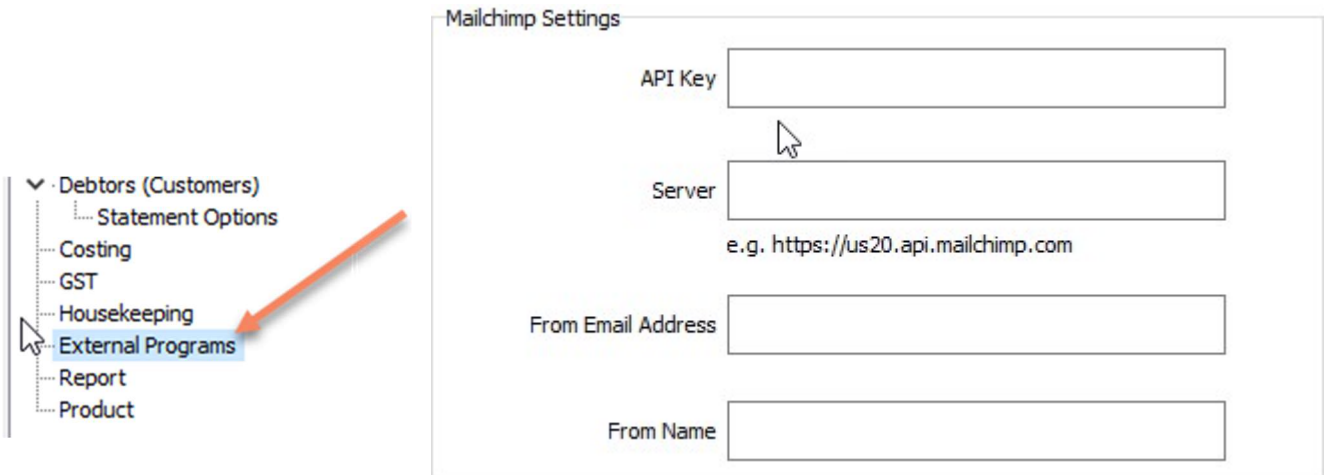 Debtors (Customers)
Statement Options
Costing
GST
Housekeeping
External Programs
Report
Product
Mailchimp Settings
API Key
Server
e.g. https://us20.api.mailchimp.com
From Email Address
From Name